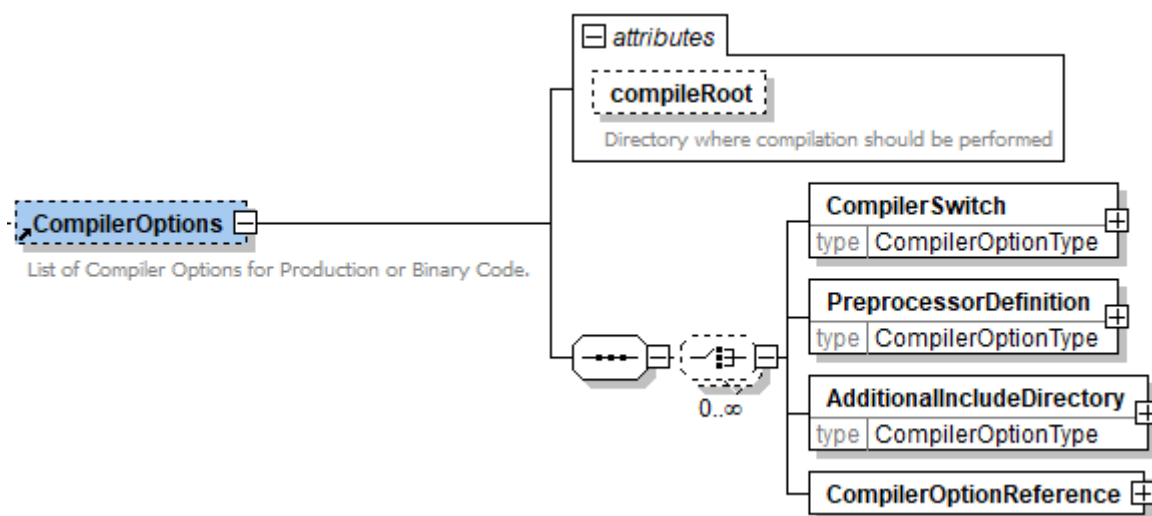 attributes
compileRoot
Directory where compilation should be performed
CompilerOptions
List of Compiler Options for Production or Binary Code.
CompilerSwitch
type CompilerOptionType
PreprocessorDefinition
type CompilerOptionType
0..∞
AdditionalIncludeDirectory
type CompilerOptionType
CompilerOptionReference